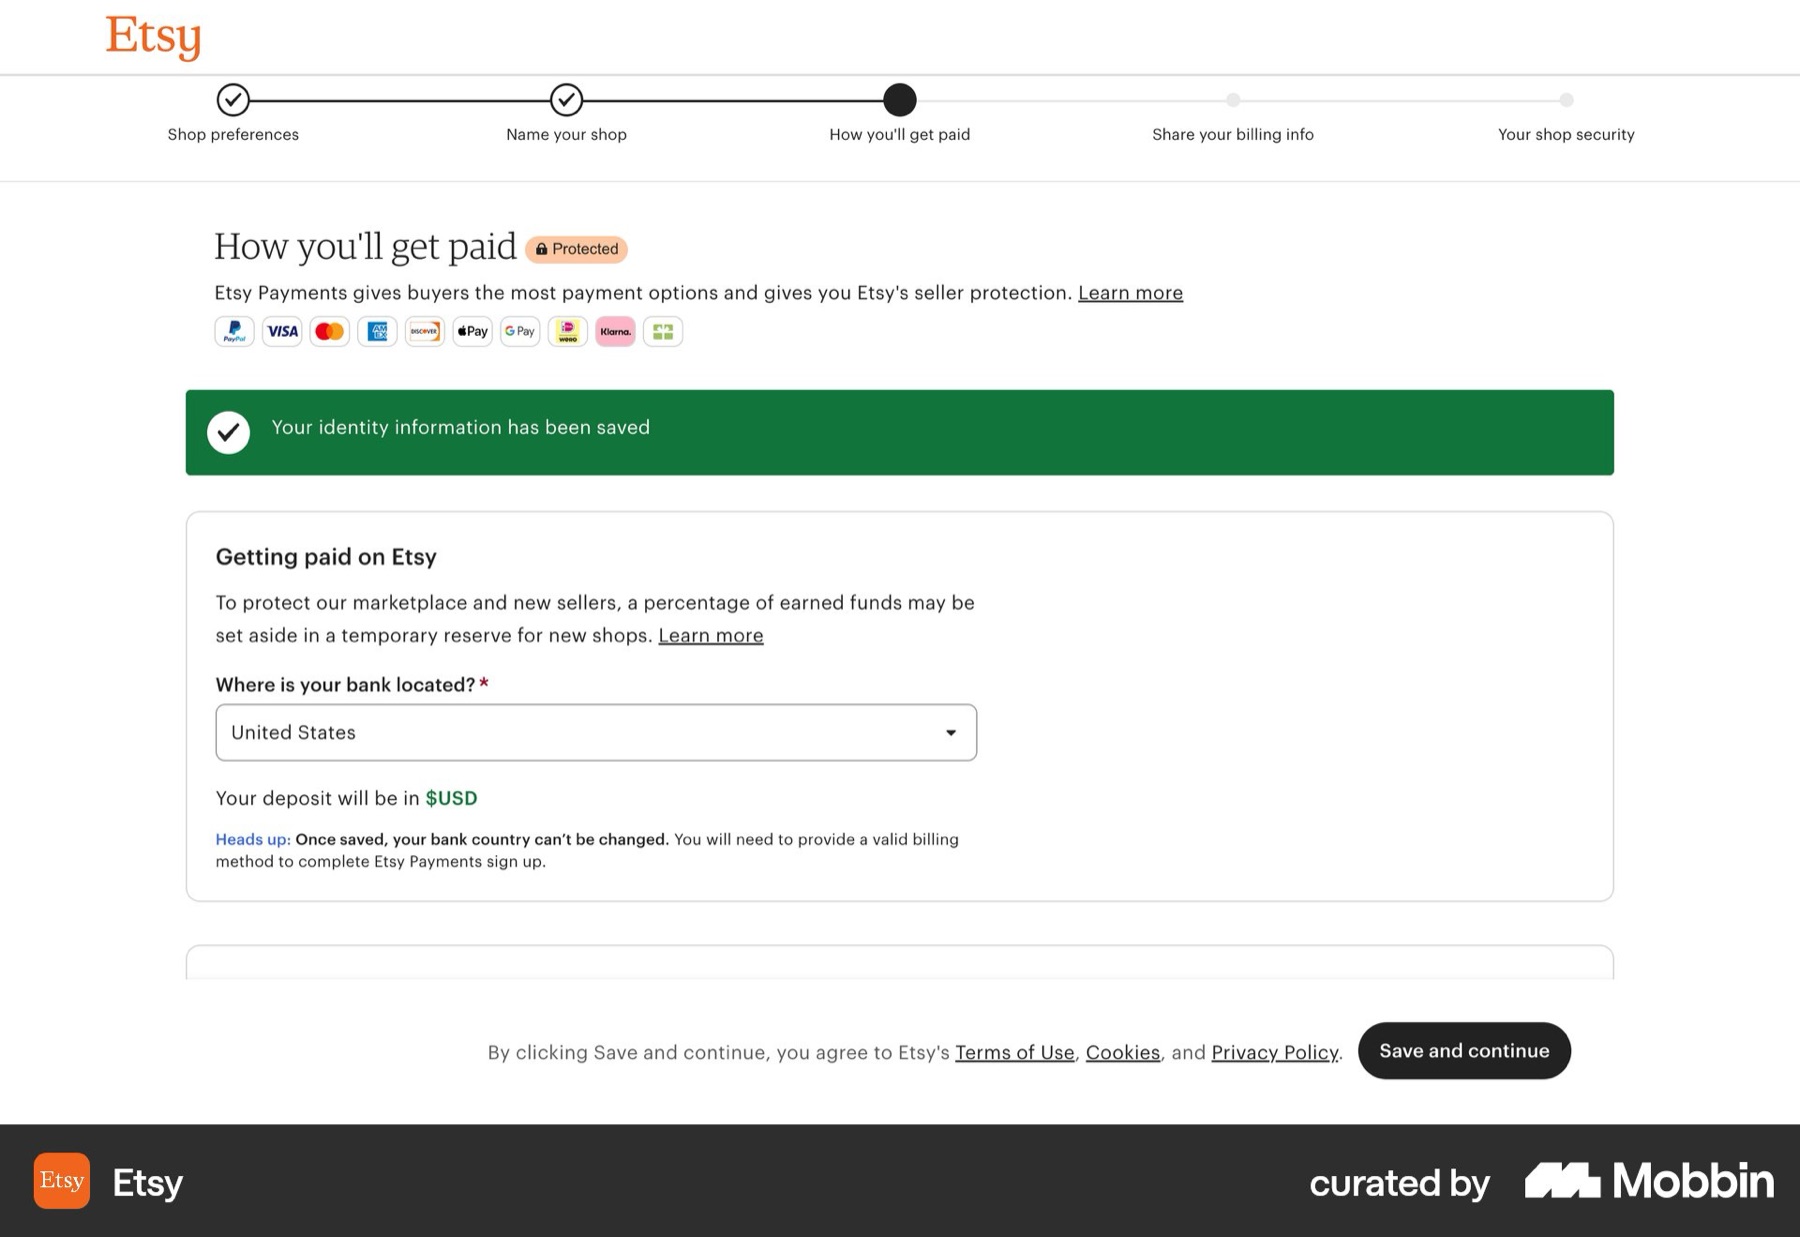 Etsy
Shop preferences
Name your shop
How you'll get paid
Share your billing info
Your shop security
How you'll get paid
Protected
Etsy Payments gives buyers the most payment options and gives you Etsy's seller protection. Learn more
PayPal VISA AM EX DISCOVER Pay G Pay Klarna.
Your identity information has been saved
Getting paid on Etsy
To protect our marketplace and new sellers, a percentage of earned funds may be
set aside in a temporary reserve for new shops. Learn more
Where is your bank located? *
United States
Your deposit will be in $USD
Heads up: Once saved, your bank country can’t be changed. You will need to provide a valid billing
method to complete Etsy Payments sign up.
By clicking Save and continue, you agree to Etsy's Terms of Use, Cookies, and Privacy Policy.
Save and continue
Etsy
Etsy
curated by
Mobbin